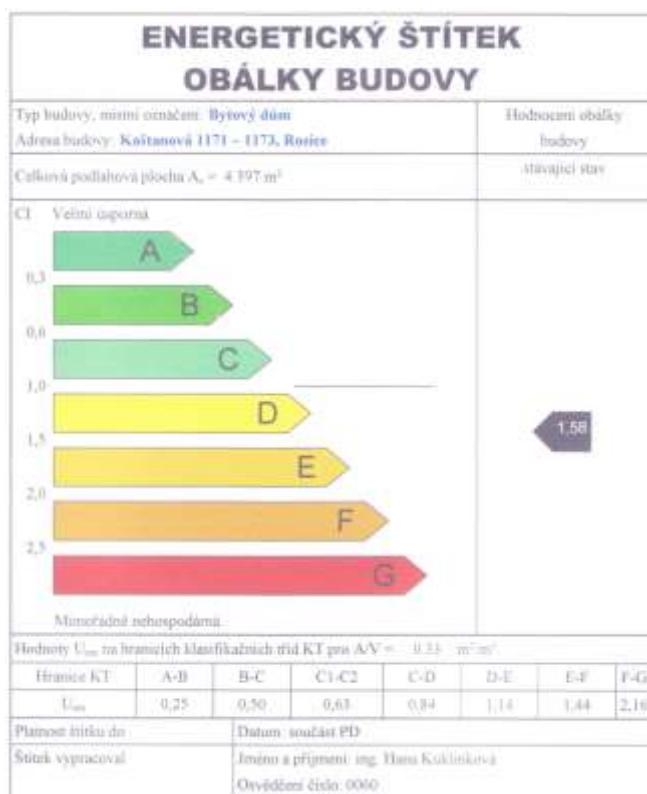 ENERGETICKÝ ŠTÍTEK
OBÁLKY BUDOVY
Typ budovy, místní označení: Bytový dům
Adresa budovy: Kaštanová 1171 – 1173, Rosice
Hodnocení obálky
budovy
Celková podlahová plocha Ac = 4 397 m²
stávající stav
CI Velmi úsporná
A
0,3
B
0,6
C
1,0
D
1,5
E
2,0
F
2,5
G
1,58
Mimořádně nehospodárná
Hodnoty Uem na hranicích klasifikačních tříd KT pro A/V = 0,33
Hranice KT A-B B-C C1-C2 C-D D-E E-F F-G
Uem 0,25 0,50 0,63 0,84 1,14 1,44 2,16
Platnost štítku do Datum: součást PD
Štítek vypracoval Jméno a příjmení: ing. Hana Kuklínková
Osvědčení číslo: 0060